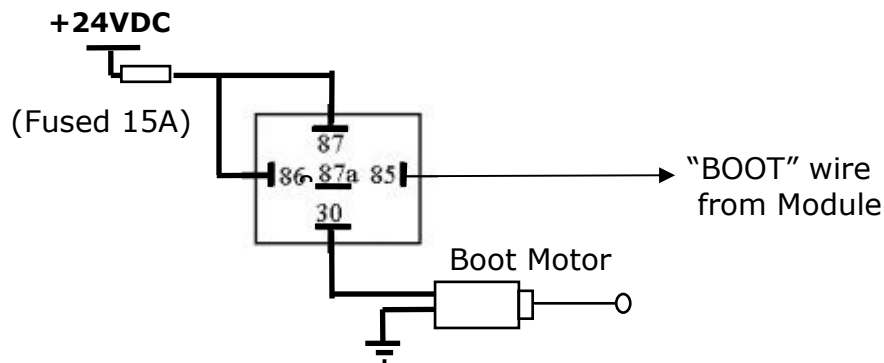 +24VDC
(Fused 15A)
87
86 87a 85
30
“BOOT” wire
from Module
Boot Motor